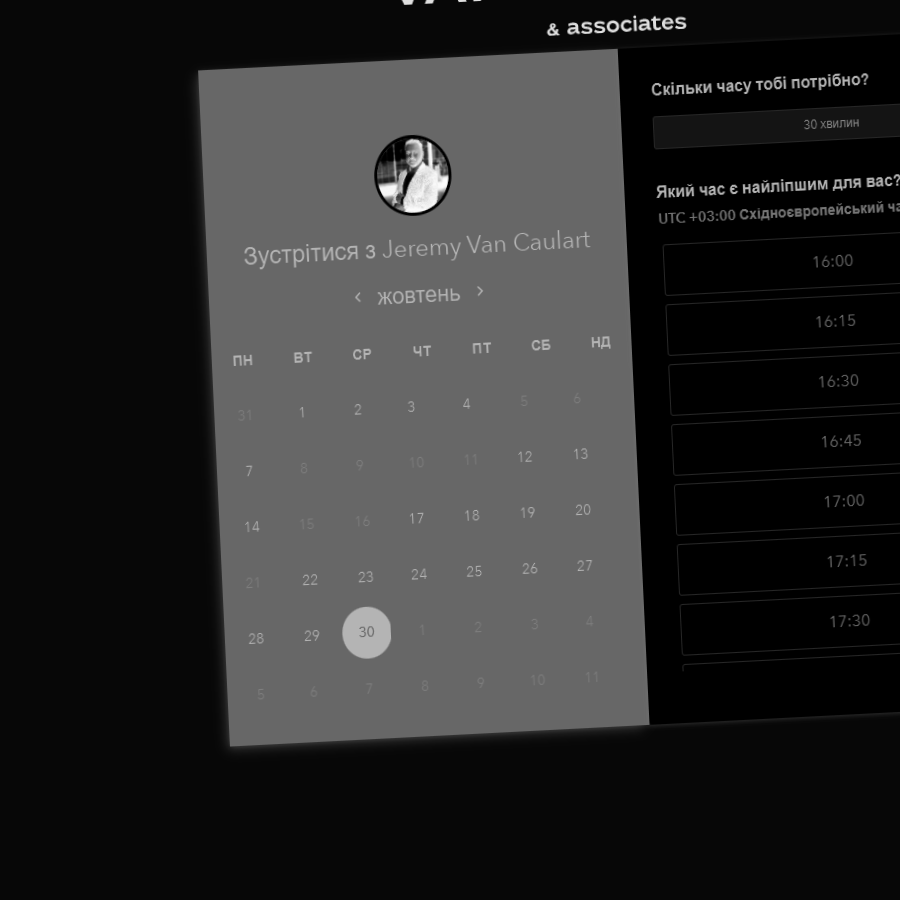 & associates
Зустрітися з Jeremy Van Caulart
‹ жовтень ›
ПН ВТ СР ЧТ ПТ СБ НД
31 1 2 3 4 5 6
7 8 9 10 11 12 13
14 15 16 17 18 19 20
21 22 23 24 25 26 27
28 29 30 1 2 3 4
5 6 7 8 9 10 11
Скільки часу тобі потрібно?
30 хвилин
Який час є найліпшим для вас?
UTC +03:00 Східноєвропейський
16:00
16:15
16:30
16:45
17:00
17:15
17:30